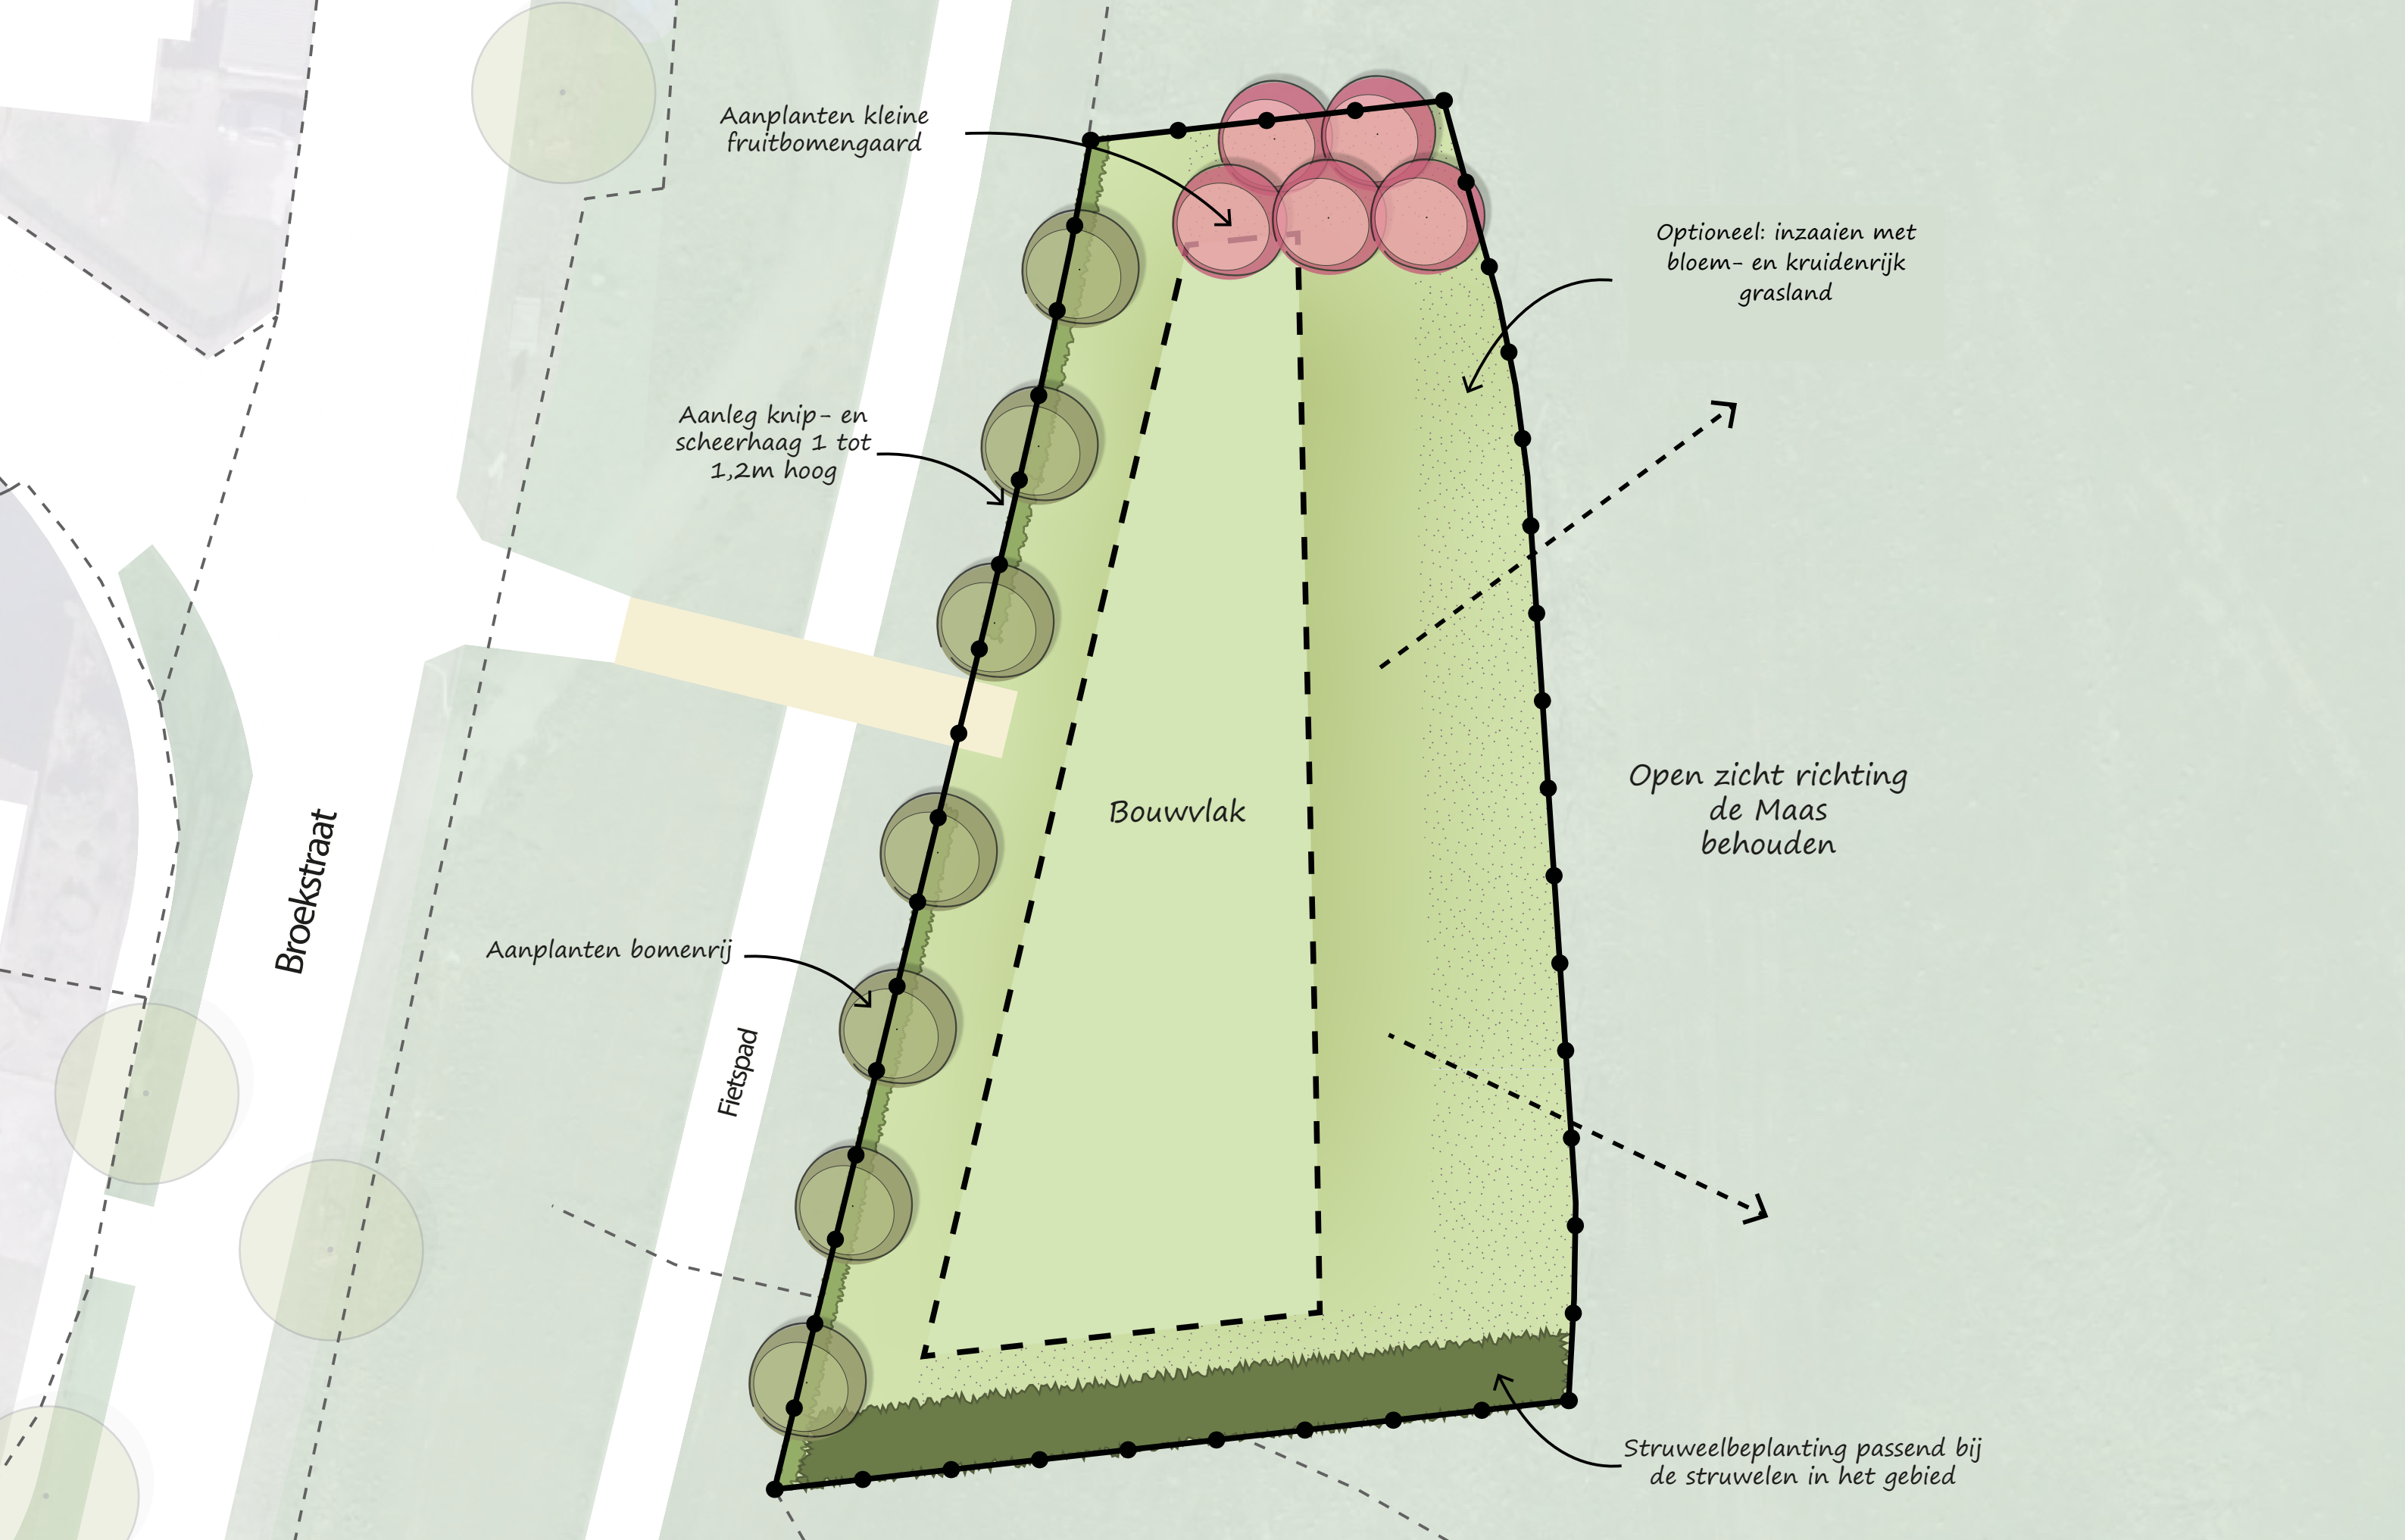 Aanplanten kleine
fruitbomengaard
Optioneel: inzaaien met
bloem- en kruidenrijk
grasland
Aanleg knip- en
scheerhaag 1 tot
1,2m hoog
Open zicht richting
de Maas
behouden
Bouwvlak
Broekstraat
Aanplanten bomenrij
Fietspad
Struweelbeplanting passend bij
de struwelen in het gebied